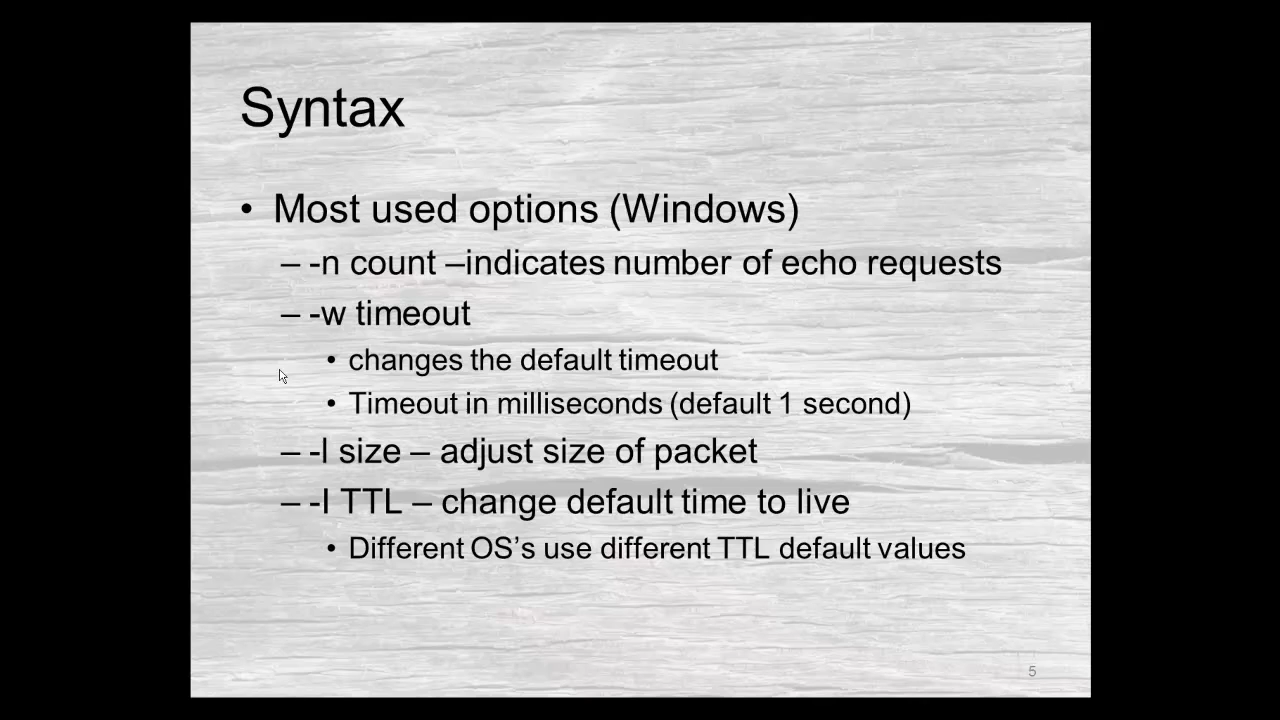 Syntax
• Most used options (Windows)
– -n count –indicates number of echo requests
– -w timeout
• changes the default timeout
• Timeout in milliseconds (default 1 second)
– -l size – adjust size of packet
– -I TTL – change default time to live
• Different OS’s use different TTL default values
5